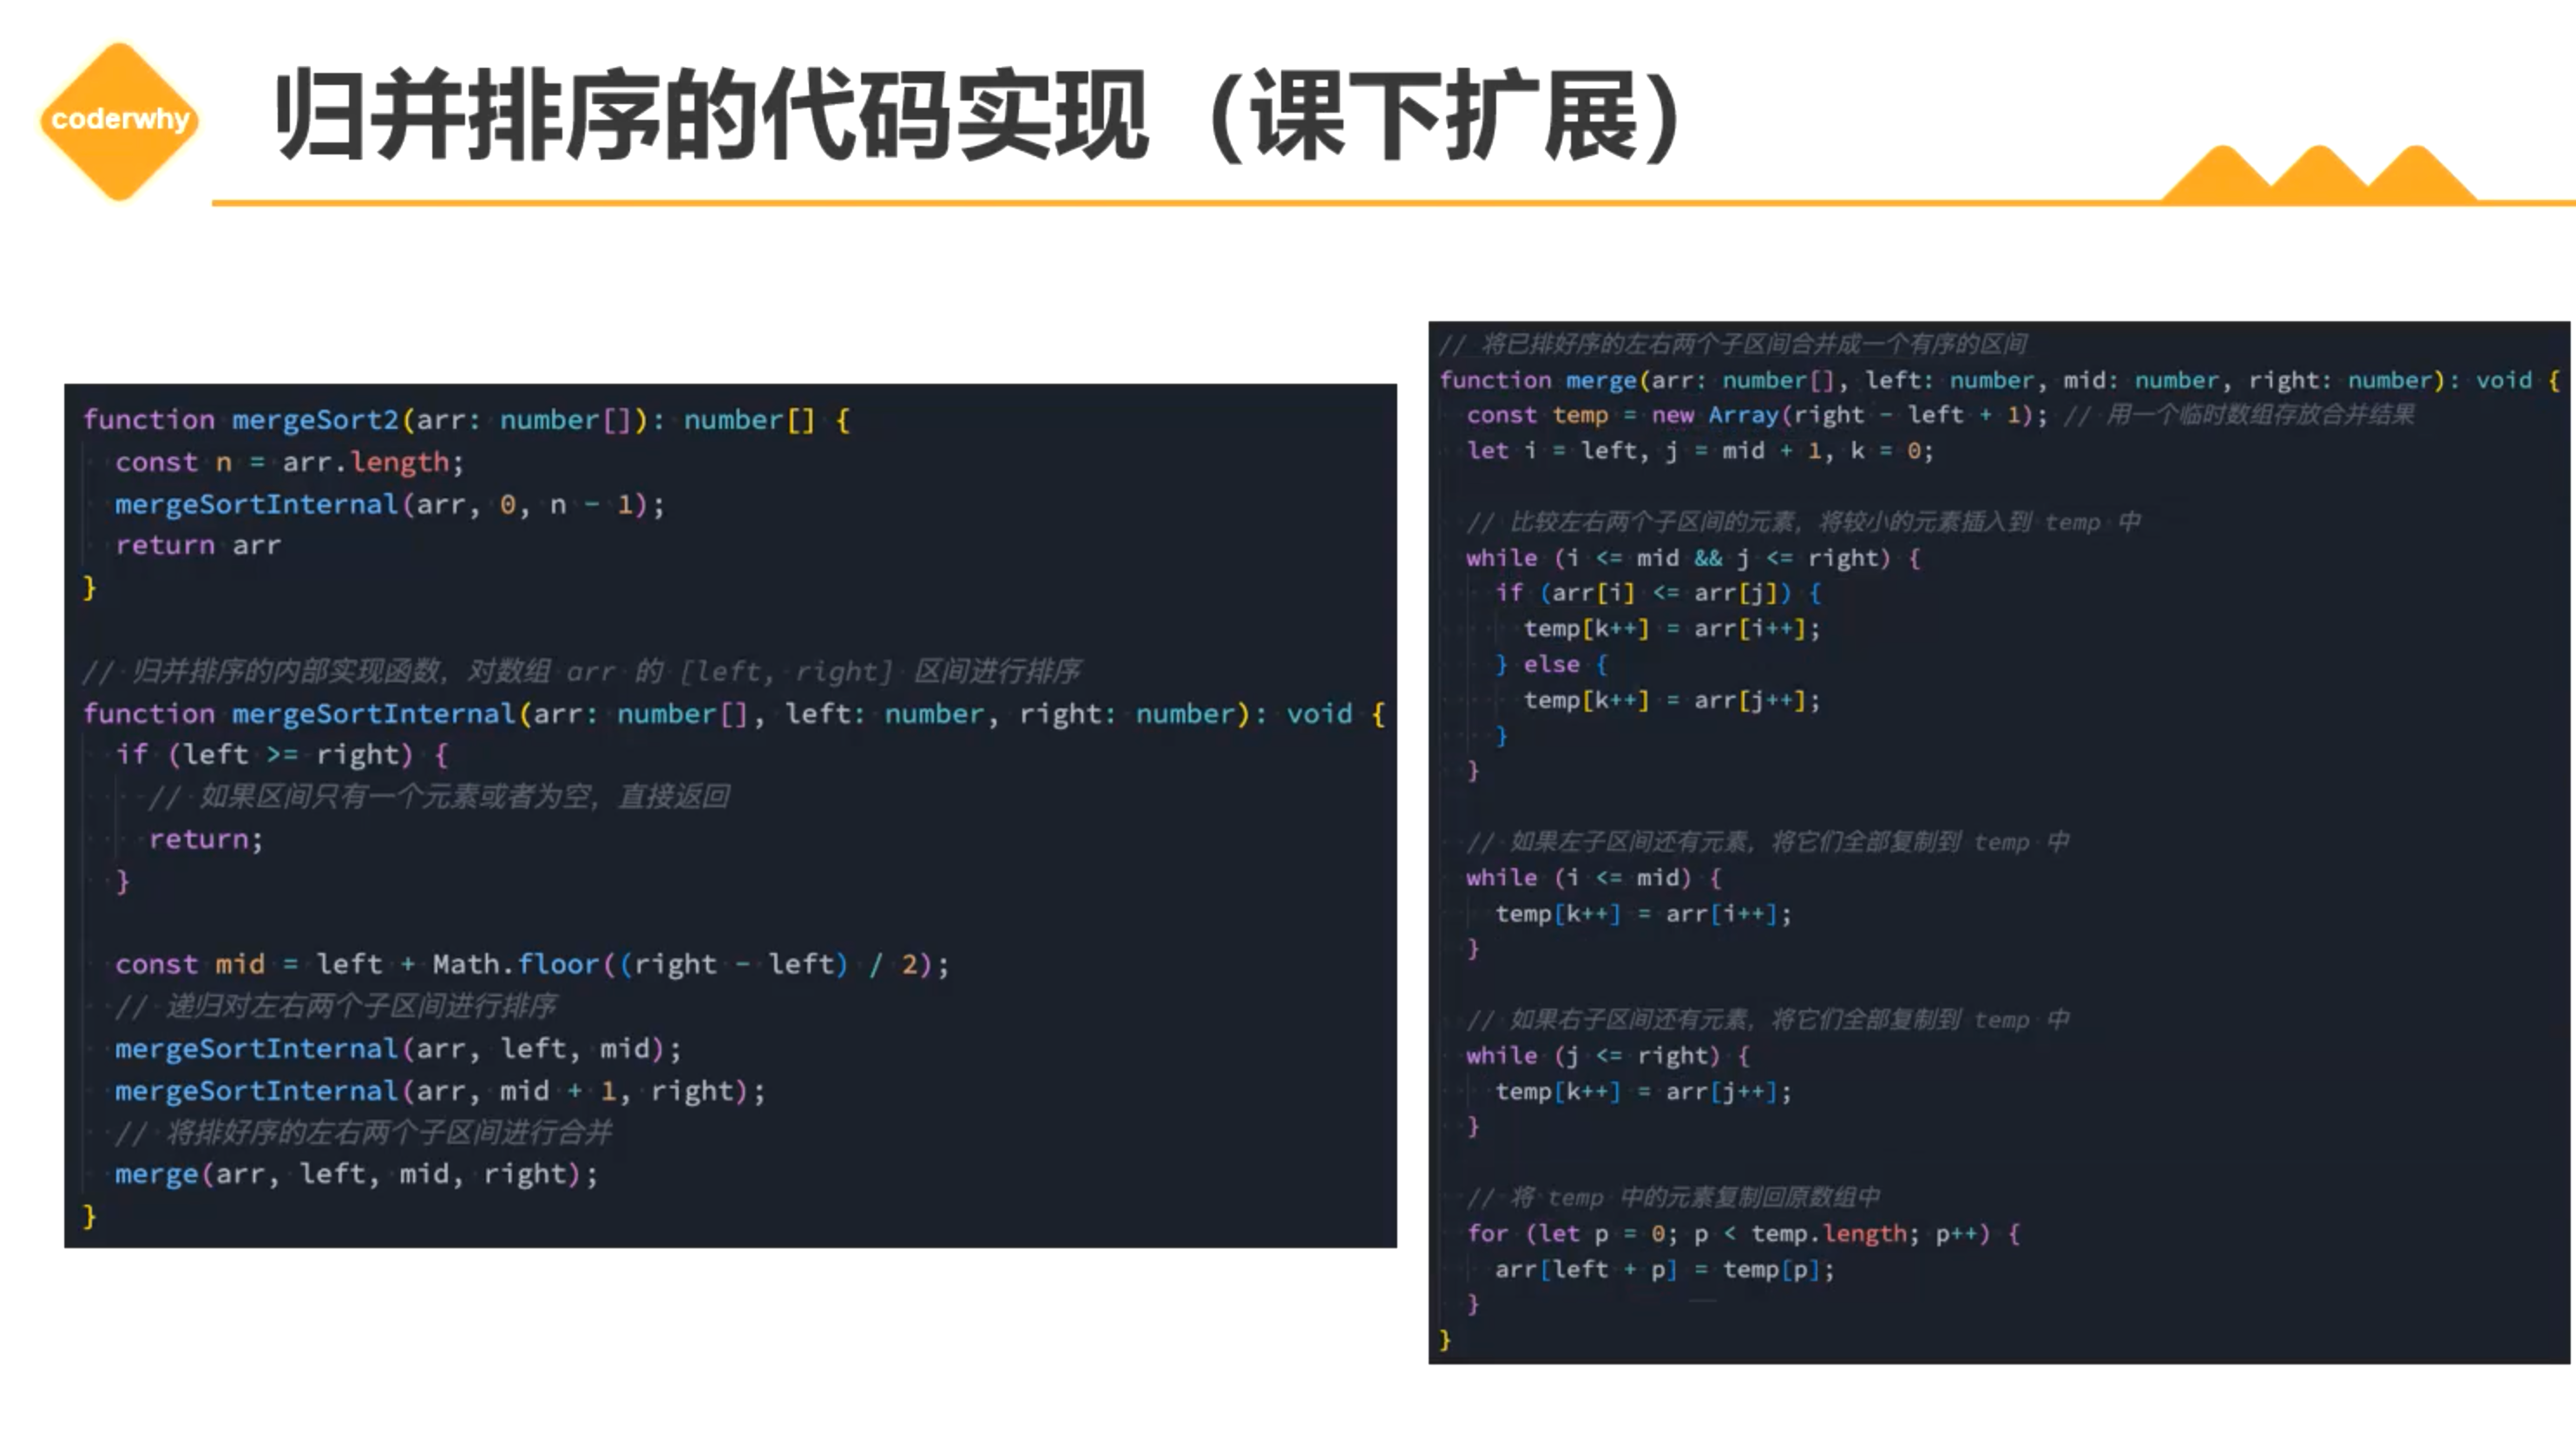 coderwhy
归并排序的代码实现（课下扩展）
function mergeSort2(arr: number[]): number[] {
  const n = arr.length;
  mergeSortInternal(arr, 0, n - 1);
  return arr
}
// 归并排序的内部实现函数，对数组 arr 的 [left, right] 区间进行排序
function mergeSortInternal(arr: number[], left: number, right: number): void {
  if (left >= right) {
    // 如果区间只有一个元素或者为空，直接返回
    return;
  }
  const mid = left + Math.floor((right - left) / 2);
  // 递归对左右两个子区间进行排序
  mergeSortInternal(arr, left, mid);
  mergeSortInternal(arr, mid + 1, right);
  // 将排好序的左右两个子区间进行合并
  merge(arr, left, mid, right);
}
// 将已排好序的左右两个子区间合并成一个有序的区间
function merge(arr: number[], left: number, mid: number, right: number): void {
  const temp = new Array(right - left + 1); // 用一个临时数组存放合并结果
  let i = left, j = mid + 1, k = 0;
  // 比较左右两个子区间的元素，将较小的元素插入到 temp 中
  while (i <= mid && j <= right) {
    if (arr[i] <= arr[j]) {
      temp[k++] = arr[i++];
    } else {
      temp[k++] = arr[j++];
    }
  }
  // 如果左子区间还有元素，将它们全部复制到 temp 中
  while (i <= mid) {
    temp[k++] = arr[i++];
  }
  // 如果右子区间还有元素，将它们全部复制到 temp 中
  while (j <= right) {
    temp[k++] = arr[j++];
  }
  // 将 temp 中的元素复制回原数组中
  for (let p = 0; p < temp.length; p++) {
    arr[left + p] = temp[p];
  }
}